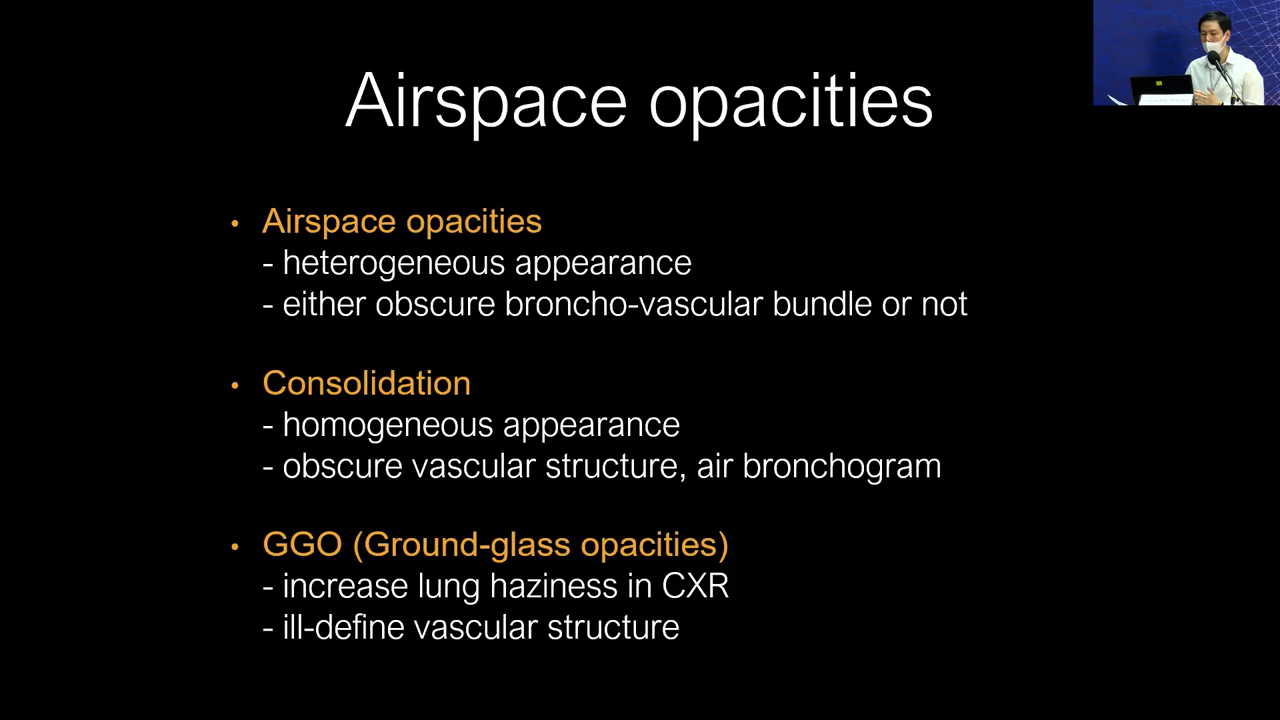 Airspace opacities
• Airspace opacities
- heterogeneous appearance
- either obscure broncho-vascular bundle or not
• Consolidation
- homogeneous appearance
- obscure vascular structure, air bronchogram
• GGO (Ground-glass opacities)
- increase lung haziness in CXR
- ill-define vascular structure